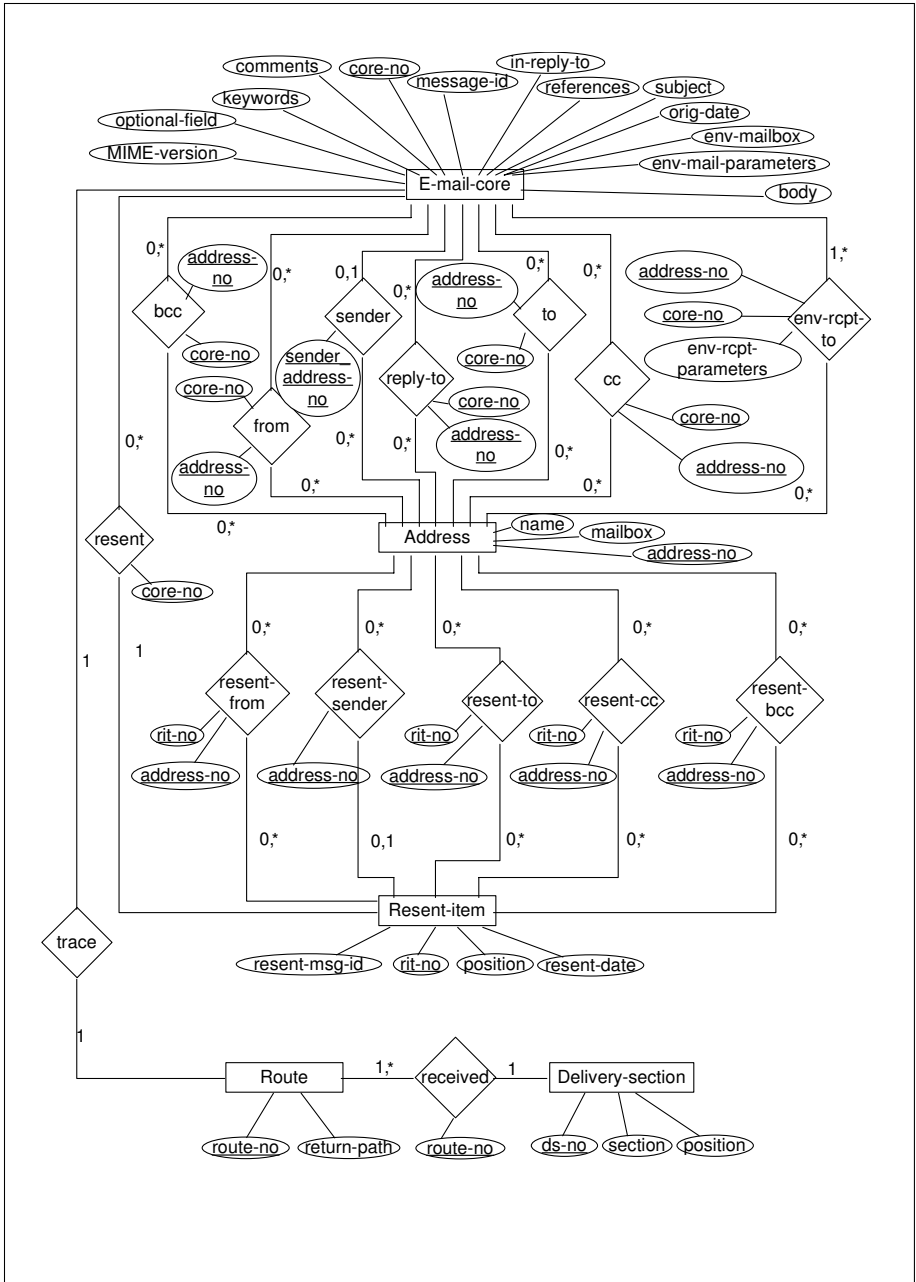 comments
core-no
in-reply-to
message-id
references
subject
keywords
orig-date
optional-field
env-mailbox
MIME-version
env-mail-parameters
E-mail-core
body
0,*
address-
no
0,*
0,1
0,*
address-
no
0,*
0,*
1,*
address-no
bcc
sender
to
core-no
env-rcpt-
to
core-no
sender_
address-
no
core-no
env-rcpt-
parameters
core-no
reply-to
cc
core-no
core-no
from
address-
no
0,*
0,*
0,*
address-no
address-
no
0,*
0,*
0,*
0,*
name
resent
Address
mailbox
address-no
core-no
0,*
0,*
0,*
0,*
0,*
0,*
1
1
resent-
from
resent-
sender
resent-to
resent-cc
resent-
bcc
rit-no
rit-no
rit-no
rit-no
address-no
address-no
address-no
address-no
address-no
0,*
0,1
0,*
0,*
0,*
Resent-item
trace
resent-msg-id
rit-no
position
resent-date
1
Route
1,*
received
1
Delivery-section
route-no
return-path
route-no
ds-no
section
position